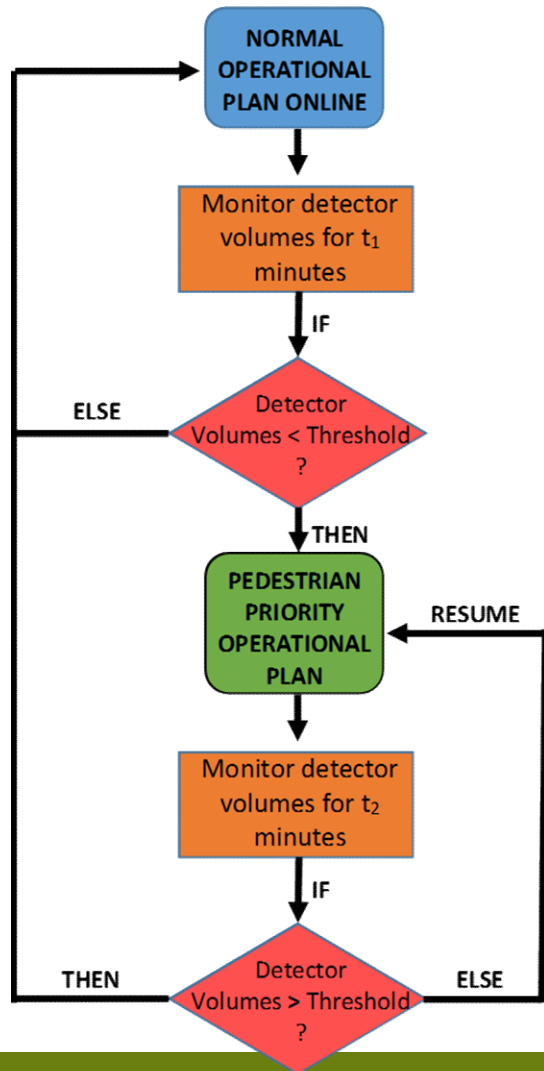 NORMAL
OPERATIONAL
PLAN ONLINE
Monitor detector
volumes for t₁
minutes
IF
ELSE
Detector
Volumes < Threshold
?
THEN
PEDESTRIAN
PRIORITY
OPERATIONAL
PLAN
RESUME
Monitor detector
volumes for t₂
minutes
IF
THEN
Detector
Volumes > Threshold
?
ELSE